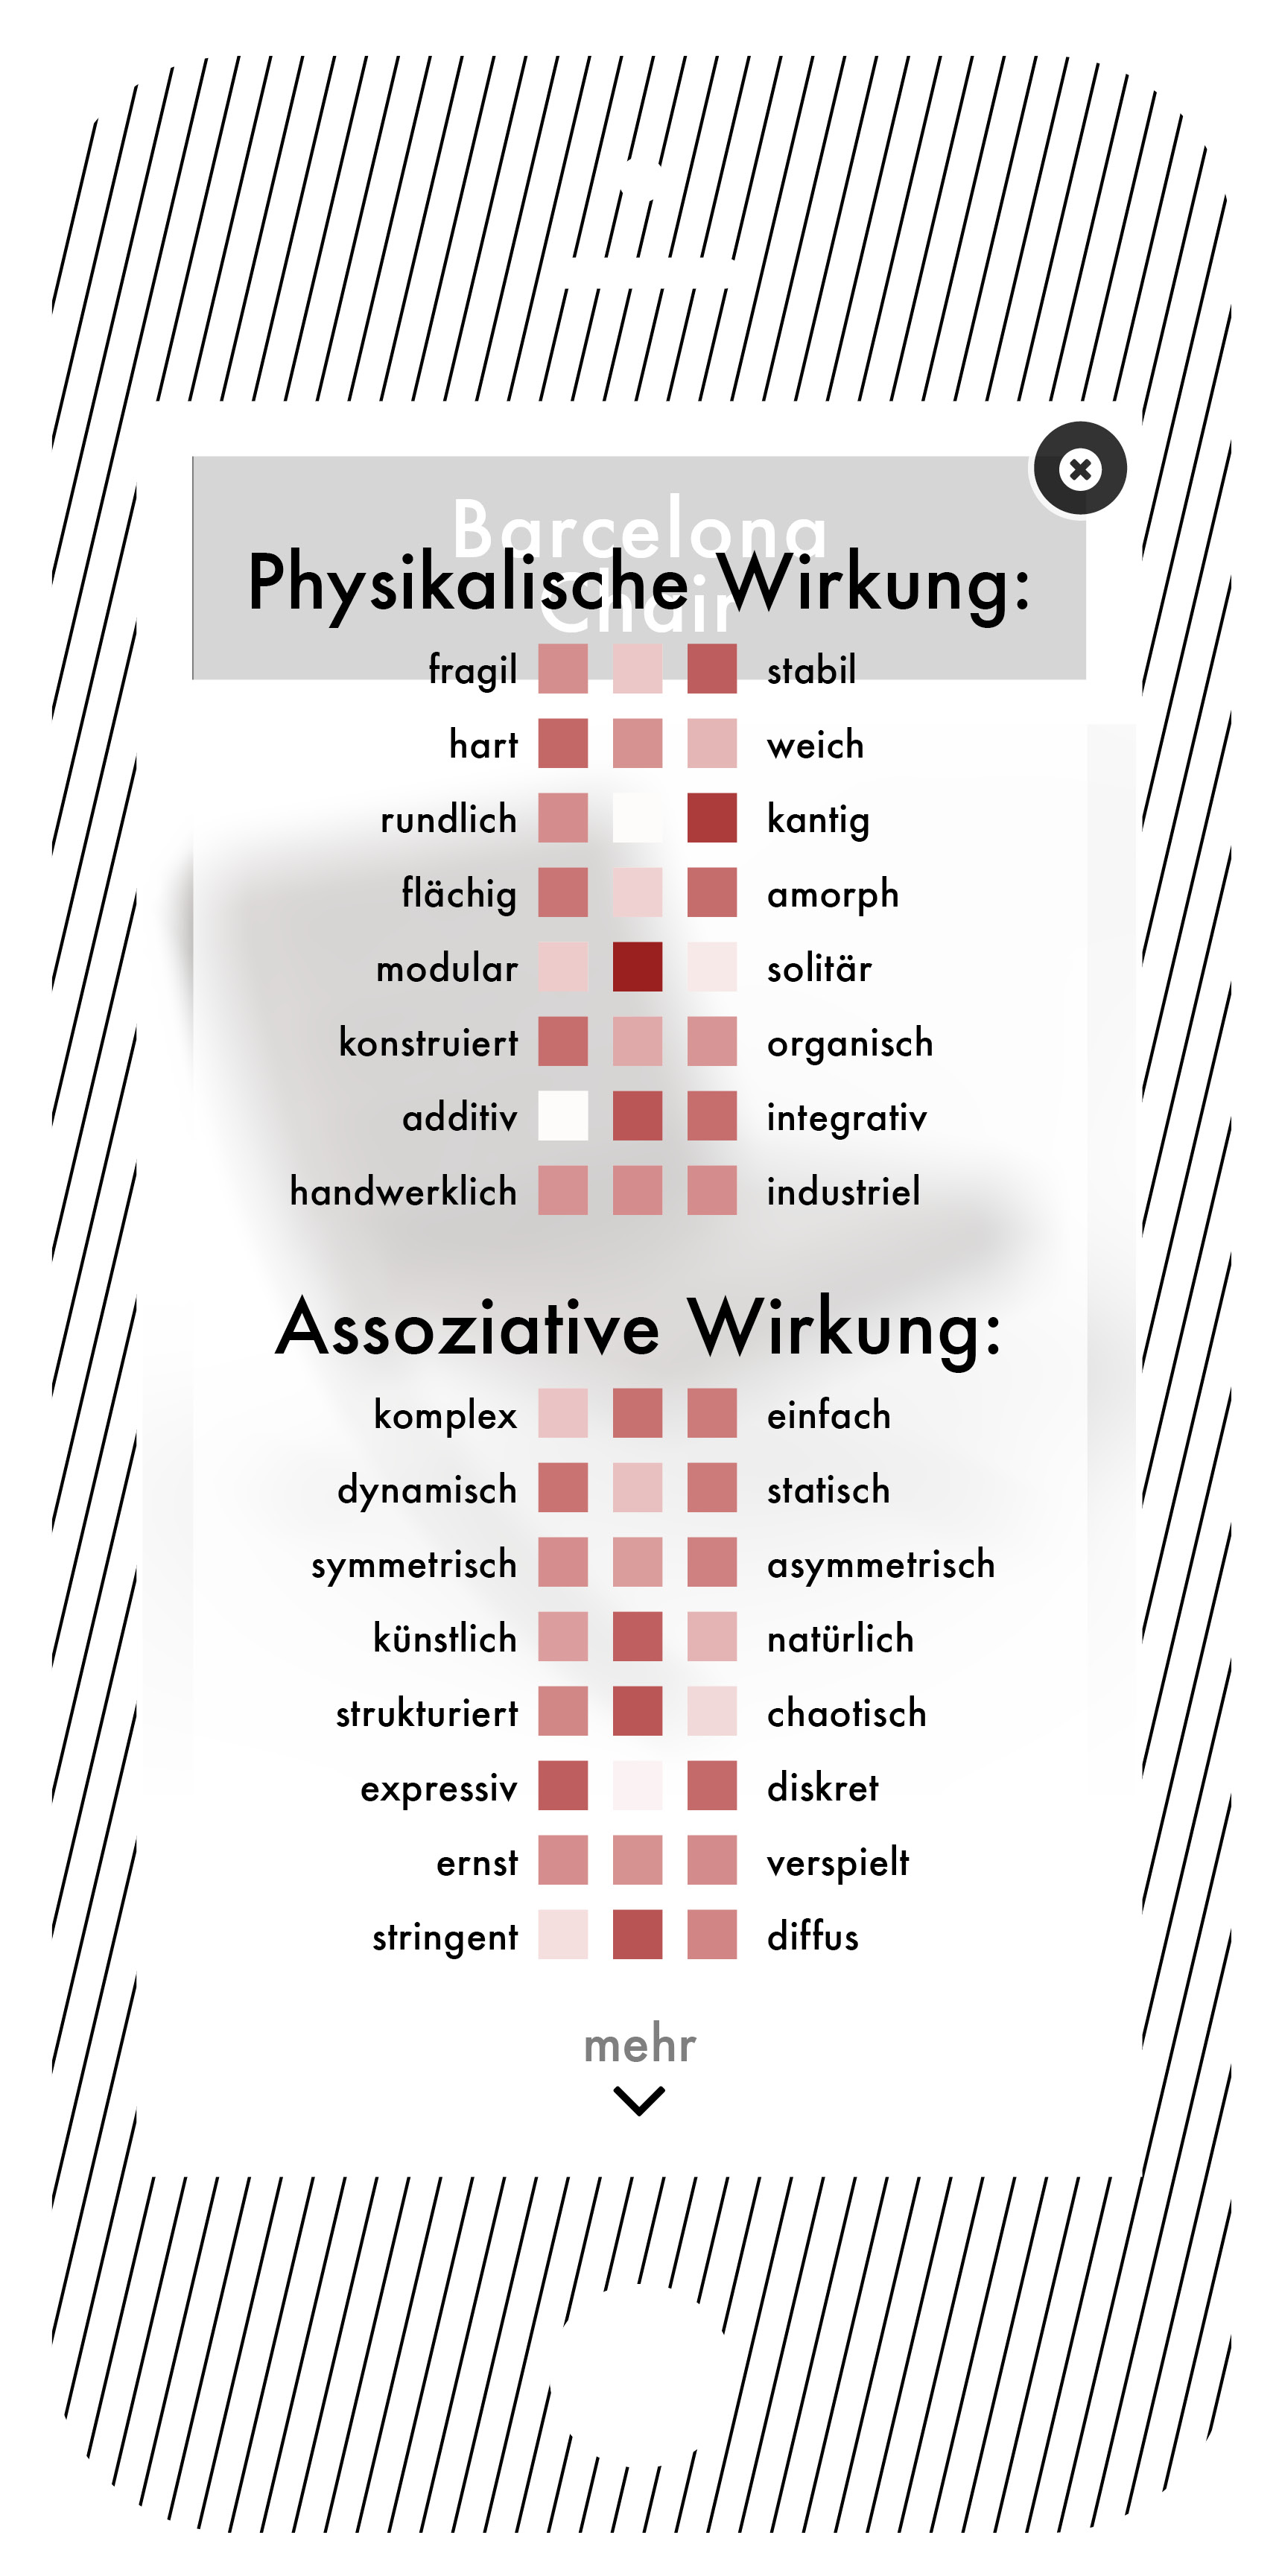 Barcelona
Chair
Physikalische Wirkung:
fragil stabil
hart weich
rundlich kantig
flächig amorph
modular solitär
konstruiert organisch
additiv integrativ
handwerklich industriel
Assoziative Wirkung:
komplex einfach
dynamisch statisch
symmetrisch asymmetrisch
künstlich natürlich
strukturiert chaotisch
expressiv diskret
ernst verspielt
stringent diffus
mehr